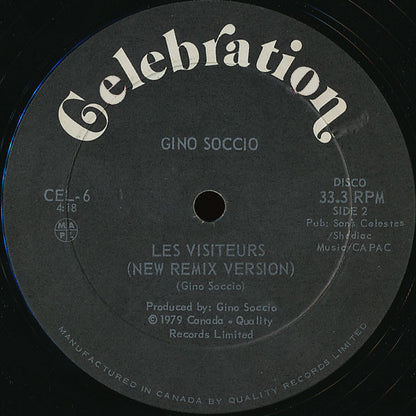 Celebration
GINO SOCCIO
CEL-6
4:18
MAPL
DISCO
33.3 RPM
SIDE 2
Pub: Sons Celestes
/Shediac
Music/CAPAC
LES VISITEURS
(NEW REMIX VERSION)
(Gino Soccio)
Produced by: Gino Soccio
© 1979 Canada - Quality
Records Limited
MANUFACTURED IN CANADA BY QUALITY RECORDS LIMITED